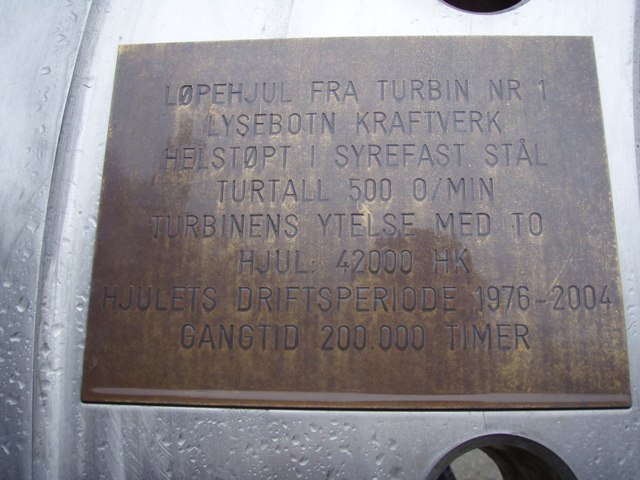 LØPEHJUL FRA TURBIN NR 1
LYSEBOTN KRAFTVERK
HELSTØPT I SYREFAST STÅL
TURTALL 500 O/MIN
TURBINENS YTELSE MED TO
HJUL: 42000 HK
HJULETS DRIFTSPERIODE 1976-2004
GANGTID 200.000 TIMER